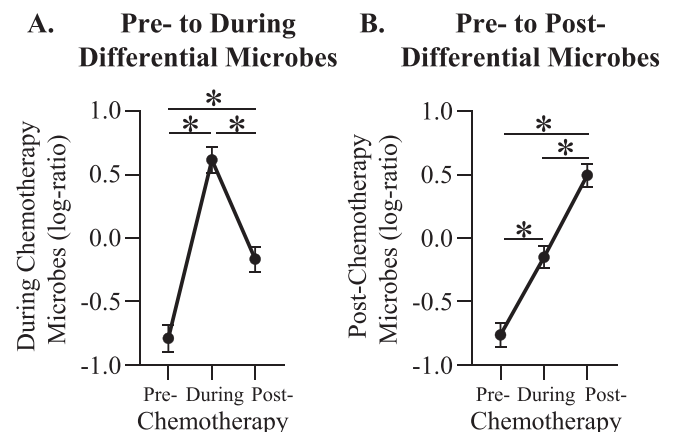 A. Pre- to During
Differential Microbes
During Chemotherapy
Microbes (log-ratio)
1.0
0.5
0.0
-0.5
-1.0
*
* *
Pre- During Post-
Chemotherapy
B. Pre- to Post-
Differential Microbes
Post-Chemotherapy
Microbes (log-ratio)
1.0
0.5
0.0
-0.5
-1.0
*
*
*
Pre- During Post-
Chemotherapy